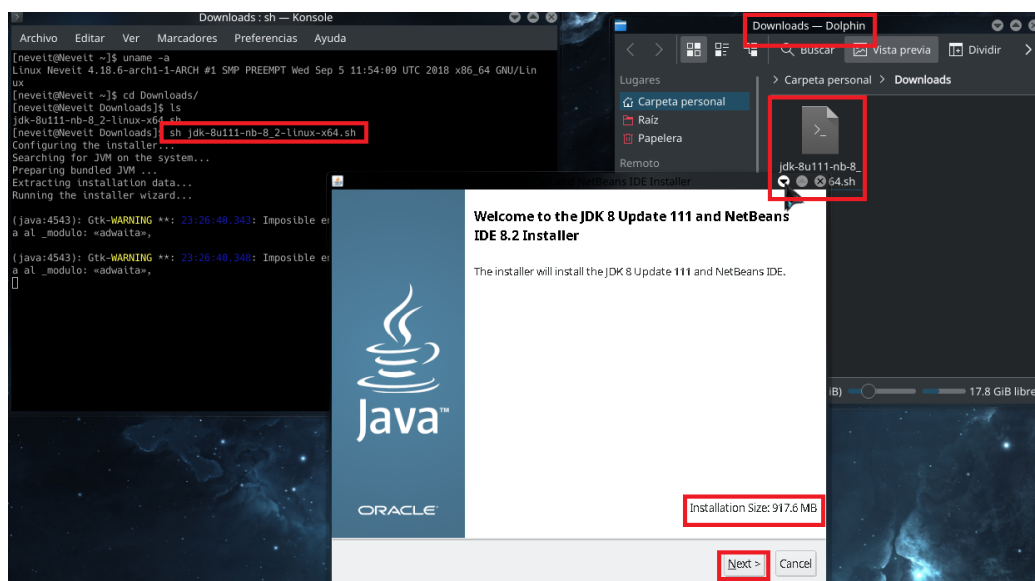 Downloads : sh — Konsole
Archivo Editar Ver Marcadores Preferencias Ayuda
[neveit@Neveit ~]$ uname -a
Linux Neveit 4.18.6-arch1-1-ARCH #1 SMP PREEMPT Wed Sep 5 11:54:09 UTC 2018 x86_64 GNU/Lin
ux
[neveit@Neveit ~]$ cd Downloads/
[neveit@Neveit Downloads]$ ls
jdk-8u111-nb-8_2-linux-x64.sh
[neveit@Neveit Downloads]$ sh jdk-8u111-nb-8_2-linux-x64.sh
Configuring the installer...
Searching for JVM on the system...
Preparing bundled JVM ...
Extracting installation data...
Running the installer wizard...
(java:4543): Gtk-WARNING **: 23:26:40.343: Imposible
a al _modulo: «adwaita»,
(java:4543): Gtk-WARNING **: 23:26:40.348: Imposible
a al _modulo: «adwaita»,
Downloads — Dolphin
Buscar Vista previa Dividir
Lugares
Carpeta personal
Raíz
Papelera
Remoto
> Carpeta personal > Downloads
jdk-8u111-nb-8_
64.sh
iB) 17.8 GiB libre
NetBeans IDE Installer
Welcome to the JDK 8 Update 111 and NetBeans
IDE 8.2 Installer
The installer will install the JDK 8 Update 111 and NetBeans IDE.
Java™
ORACLE
Installation Size: 917.6 MB
Next > Cancel